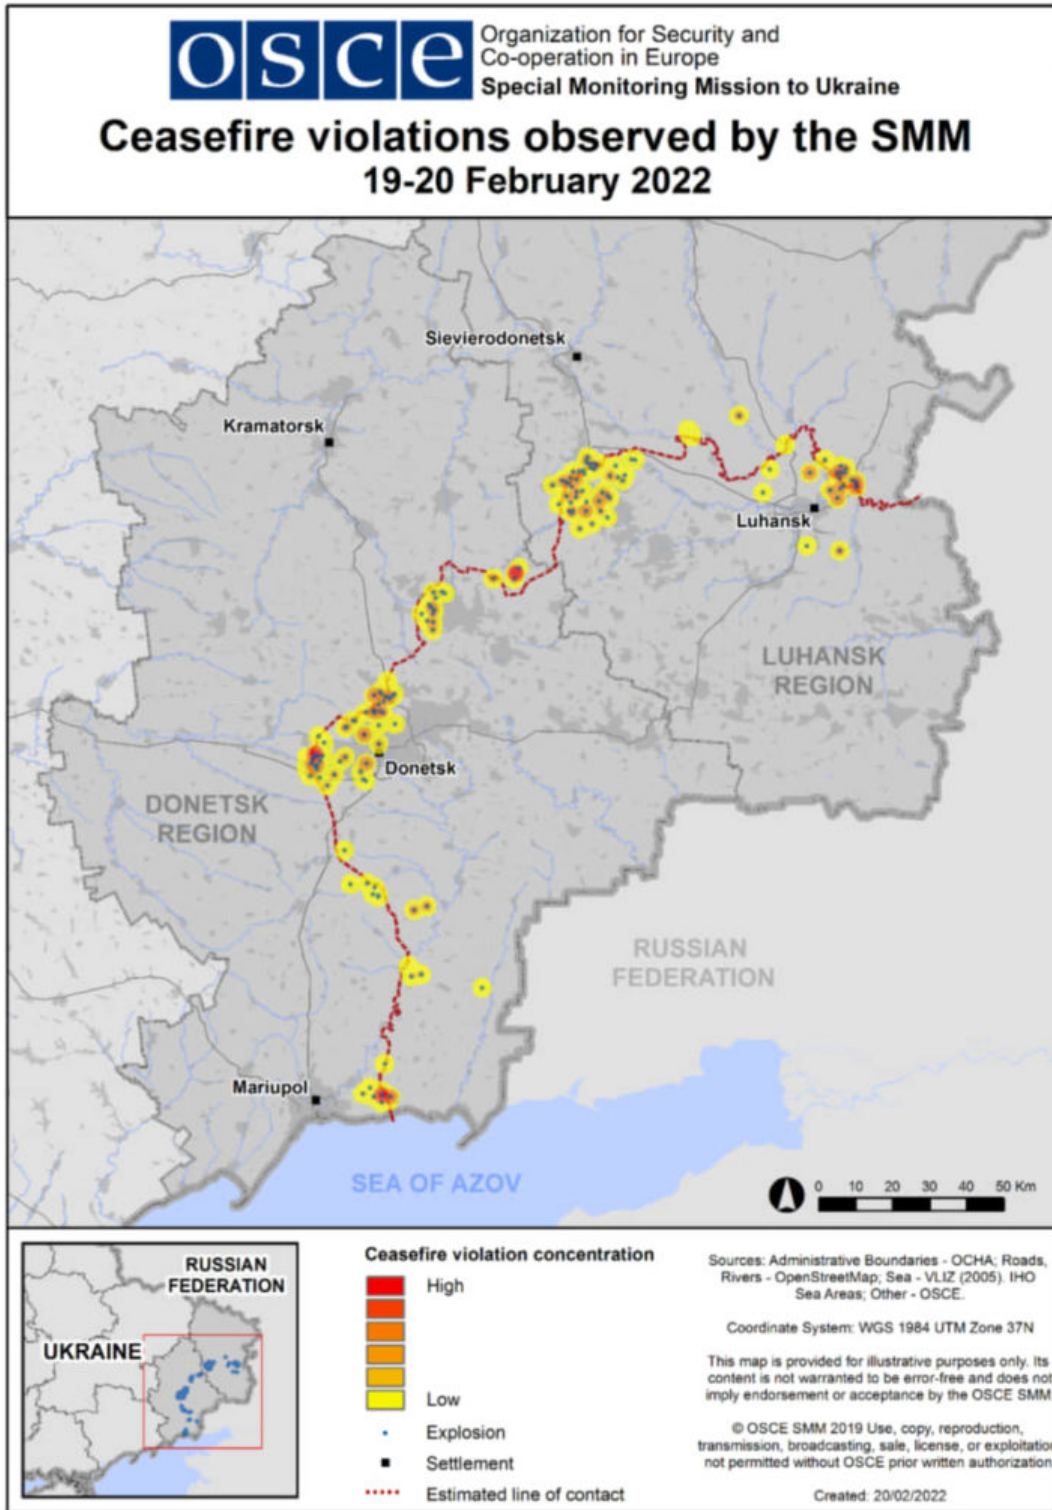 OSCE
Organization for Security and
Co-operation in Europe
Special Monitoring Mission to Ukraine
Ceasefire violations observed by the SMM
19-20 February 2022
Sievierodonetsk
Kramatorsk
Luhansk
LUHANSK
REGION
Donetsk
DONETSK
REGION
RUSSIAN
FEDERATION
Mariupol
SEA OF AZOV
0 10 20 30 40 50 Km
RUSSIAN
FEDERATION
UKRAINE
Ceasefire violation concentration
High
Low
Explosion
Settlement
Estimated line of contact
Sources: Administrative Boundaries - OCHA; Roads,
Rivers - OpenStreetMap; Sea - VLIZ (2005). IHO
Sea Areas; Other - OSCE.
Coordinate System: WGS 1984 UTM Zone 37N
This map is provided for illustrative purposes only. Its
content is not warranted to be error-free and does not
imply endorsement or acceptance by the OSCE SMM
© OSCE SMM 2019 Use, copy, reproduction,
transmission, broadcasting, sale, license, or exploitation
not permitted without OSCE prior written authorization
Created: 20/02/2022